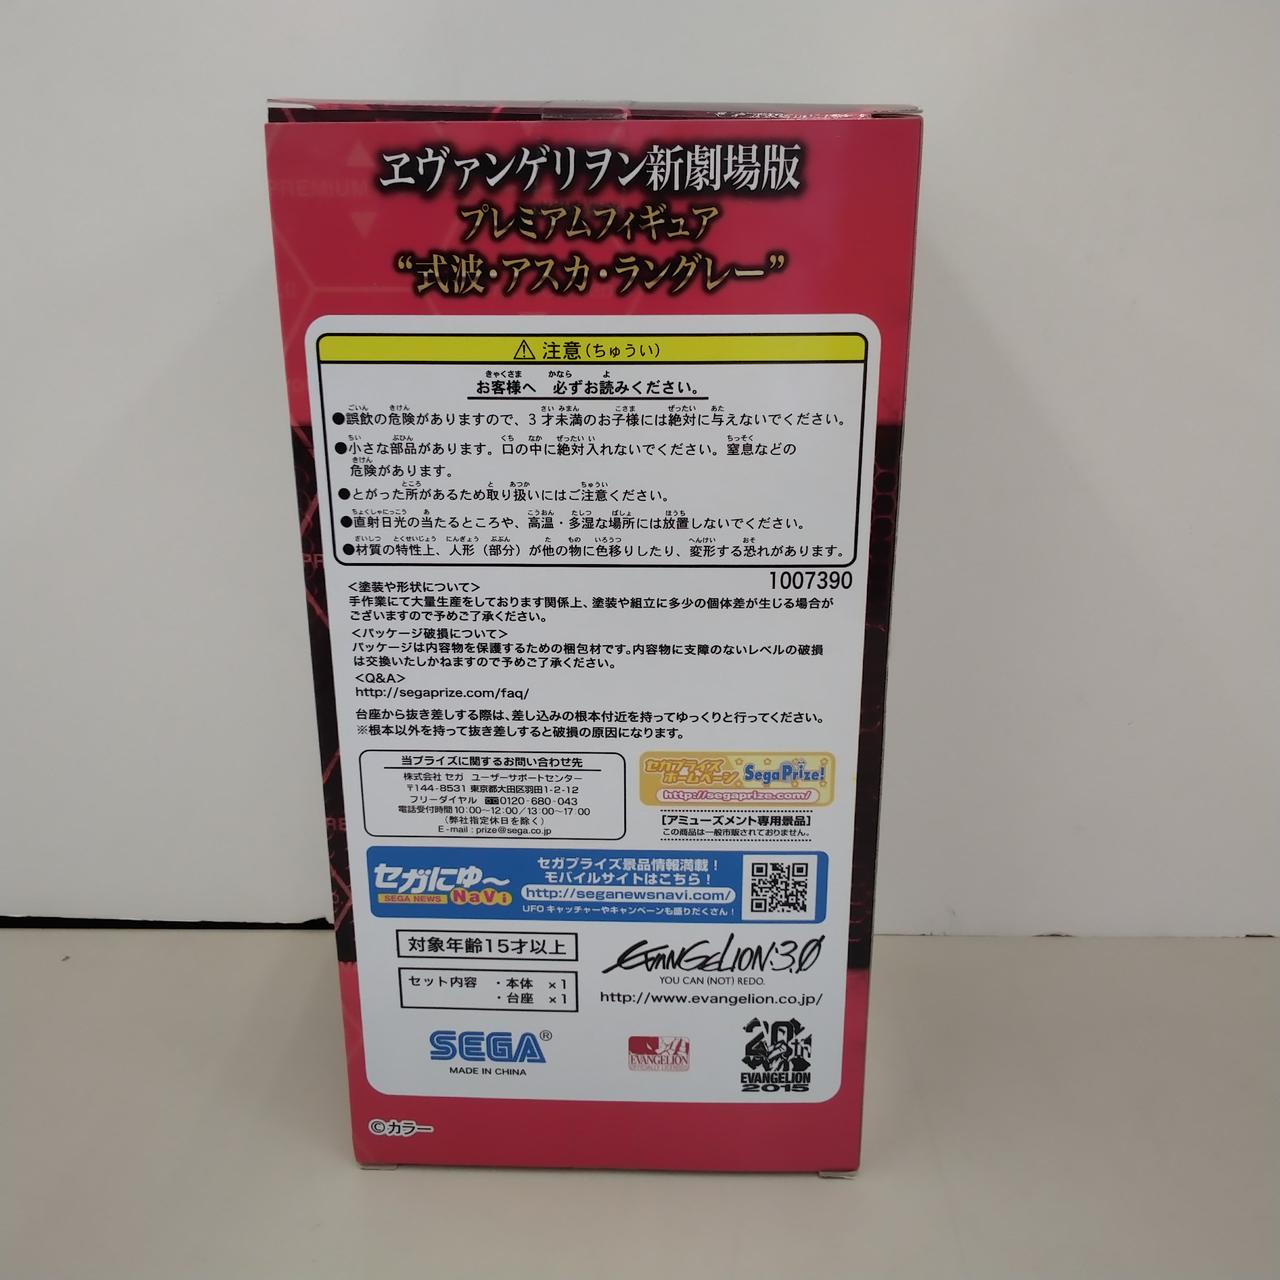 ヱヴァンゲリヲン新劇場版
プレミアムフィギュア
“式波・アスカ・ラングレー”
注意(ちゅうい)
お客様へ 必ずお読みください。
●誤飲の危険がありますので、3才未満のお子様には絶対に与えないでください。
●小さな部品があります。口の中に絶対入れないでください。窒息などの
危険があります。
●とがった所があるため取り扱いにはご注意ください。
●直射日光の当たるところや、高温・多湿な場所には放置しないでください。
●材質の特性上、人形(部分)が他の物に色移りしたり、変形する恐れがあります。
1007390
<塗装や形状について>
手作業にて大量生産をしております関係上、塗装や組立に多少の個体差が生じる場合が
ございますので予めご了承ください。
<パッケージ破損について>
パッケージは内容物を保護するための梱包材です。内容物に支障のないレベルの破損
は交換いたしかねますので予めご了承ください。
<Q&A>
http://segaprize.com/faq/
台座から抜き差しする際は、差し込みの根本付近を持ってゆっくりと行ってください。
※根本以外を持って抜き差しすると破損の原因になります。
当プライズに関するお問い合わせ先
株式会社 セガ ユーザーサポートセンター
〒144-8531 東京都大田区羽田1-2-12
フリーダイヤル 0120-680-043
電話受付時間 10:00~12:00/13:00~17:00
(弊社指定休日を除く)
E-mail : prize@sega.co.jp
セガプライズ
ホームページ SegaPrize!
http://segaprize.com/
[アミューズメント専用景品]
この商品は一般市販されておりません。
セガにゅ～
SEGA NEWS NaVi
セガプライズ景品情報満載!
モバイルサイトはこちら!
http://seganewsnavi.com/
UFOキャッチャーやキャンペーンも盛りだくさん!
対象年齢15才以上
セット内容 ・本体 ×1
・台座 ×1
EVANGELION:3.0
YOU CAN (NOT) REDO.
http://www.evangelion.co.jp/
SEGA®
MADE IN CHINA
EVANGELION
OFFICIALLY LICENSED
20th
EVANGELION
2015
©カラー